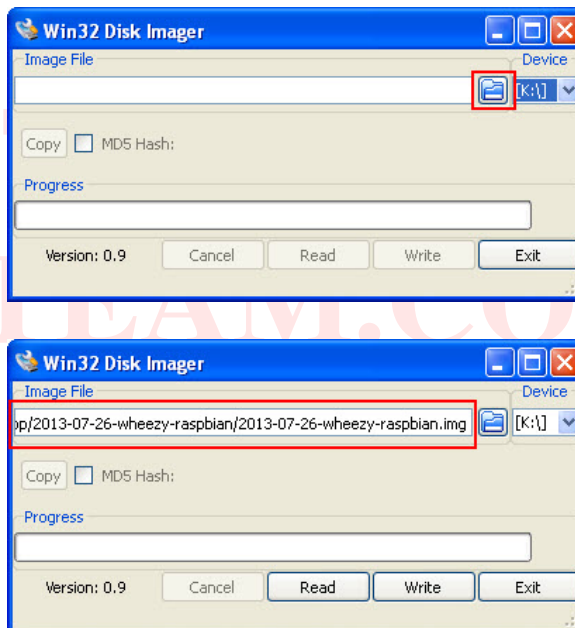 Win32 Disk Imager
Image File Device
[K:\]
Copy MD5 Hash:
Progress
Version: 0.9 Cancel Read Write Exit
Win32 Disk Imager
Image File Device
op/2013-07-26-wheezy-raspbian/2013-07-26-wheezy-raspbian.img [K:\]
Copy MD5 Hash:
Progress
Version: 0.9 Cancel Read Write Exit